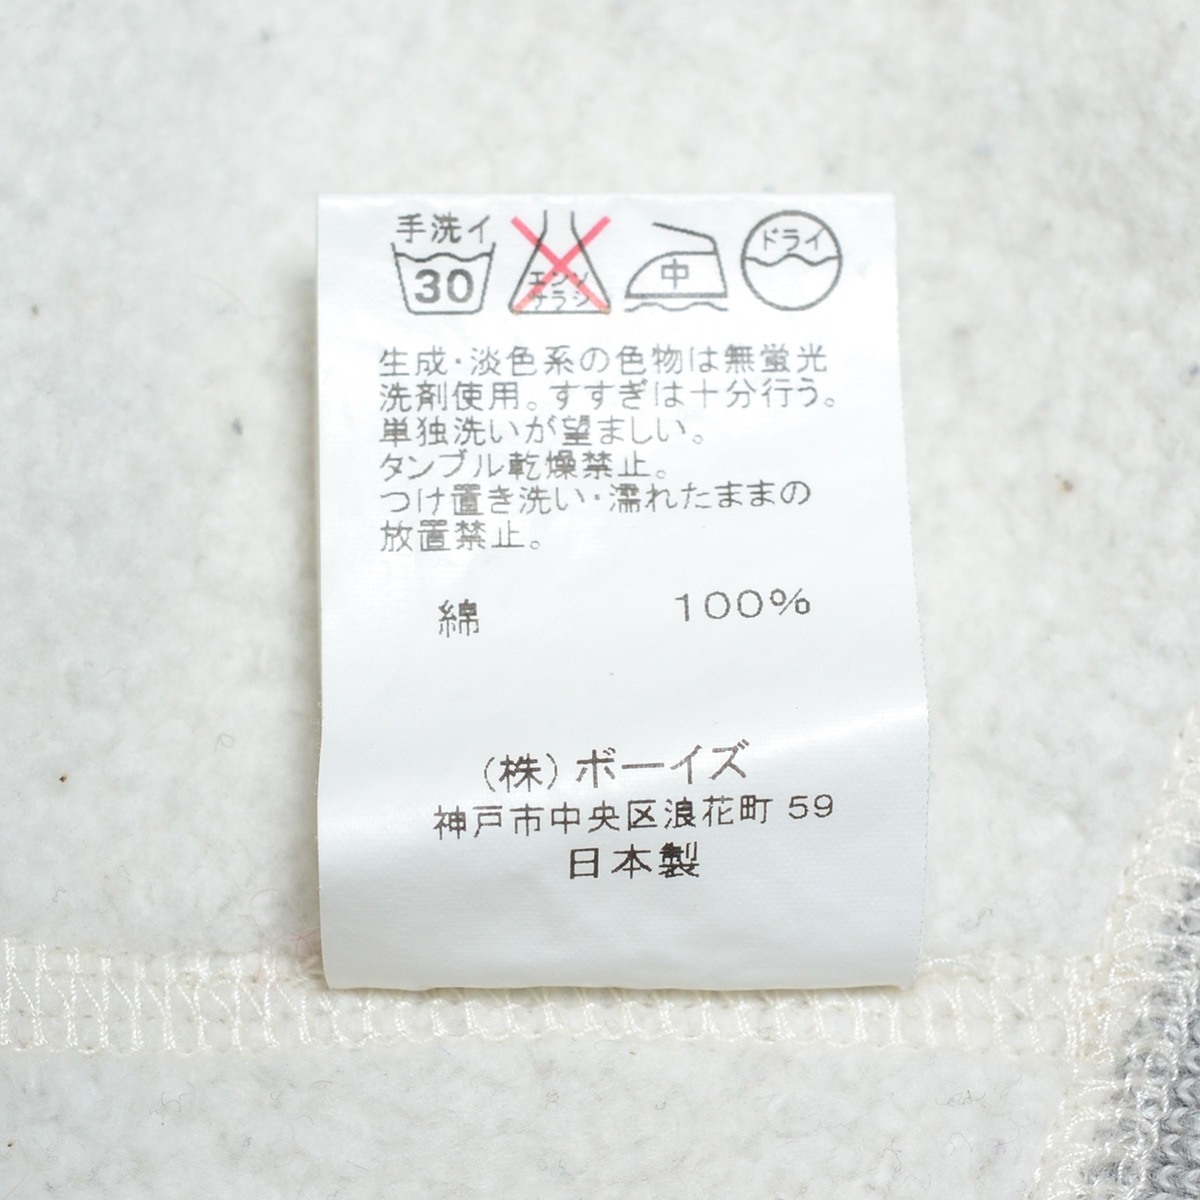 手洗イ ドライ
30 エンソ 中
サラシ
生成・淡色系の色物は無蛍光
洗剤使用。すすぎは十分行う。
単独洗いが望ましい。
タンブル乾燥禁止。
つけ置き洗い・濡れたままの
放置禁止。
綿 100%
(株)ボーイズ
神戸市中央区浪花町 59
日本製